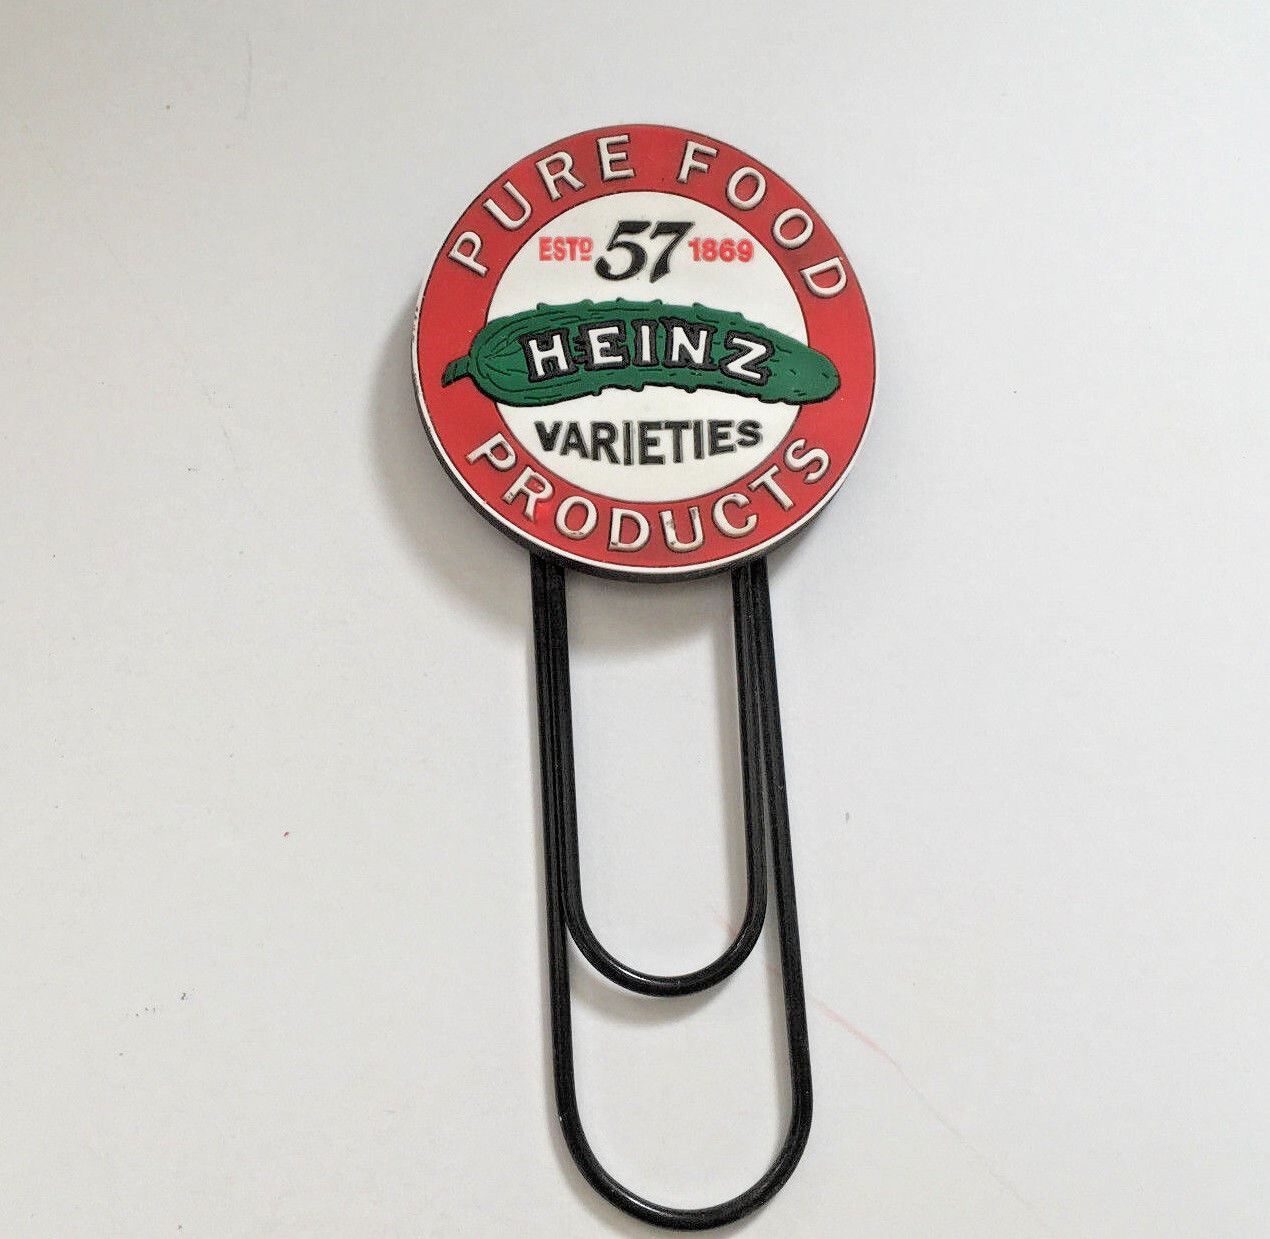 PURE FOOD
ESTD 57 1869
HEINZ
VARIETIES
PRODUCTS